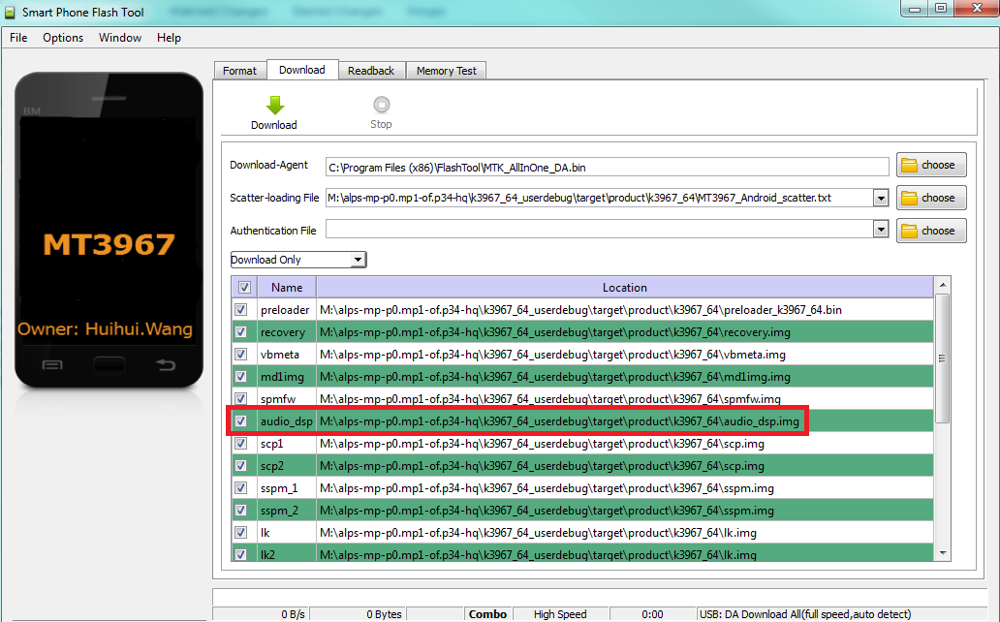 Smart Phone Flash Tool
File Options Window Help
Format Download Readback Memory Test
BM
Download Stop
Download-Agent C:\Program Files (x86)\FlashTool\MTK_AllInOne_DA.bin choose
Scatter-loading File M:\alps-mp-p0.mp1-of.p34-hq\k3967_64_userdebug\target\product\k3967_64\MT3967_Android_scatter.txt choose
Authentication File choose
MT3967
Owner: Huihui.Wang
Download Only
Name Location
preloader M:\alps-mp-p0.mp1-of.p34-hq\k3967_64_userdebug\target\product\k3967_64\preloader_k3967_64.bin
recovery M:\alps-mp-p0.mp1-of.p34-hq\k3967_64_userdebug\target\product\k3967_64\recovery.img
vbmeta M:\alps-mp-p0.mp1-of.p34-hq\k3967_64_userdebug\target\product\k3967_64\vbmeta.img
md1img M:\alps-mp-p0.mp1-of.p34-hq\k3967_64_userdebug\target\product\k3967_64\md1img.img
spmfw M:\alps-mp-p0.mp1-of.p34-hq\k3967_64_userdebug\target\product\k3967_64\spmfw.img
audio_dsp M:\alps-mp-p0.mp1-of.p34-hq\k3967_64_userdebug\target\product\k3967_64\audio_dsp.img
scp1 M:\alps-mp-p0.mp1-of.p34-hq\k3967_64_userdebug\target\product\k3967_64\scp.img
scp2 M:\alps-mp-p0.mp1-of.p34-hq\k3967_64_userdebug\target\product\k3967_64\scp.img
sspm_1 M:\alps-mp-p0.mp1-of.p34-hq\k3967_64_userdebug\target\product\k3967_64\sspm.img
sspm_2 M:\alps-mp-p0.mp1-of.p34-hq\k3967_64_userdebug\target\product\k3967_64\sspm.img
lk M:\alps-mp-p0.mp1-of.p34-hq\k3967_64_userdebug\target\product\k3967_64\lk.img
lk2 M:\alps-mp-p0.mp1-of.p34-hq\k3967_64_userdebug\target\product\k3967_64\lk.img
0 B/s 0 Bytes Combo High Speed 0:00 USB: DA Download All(full speed,auto detect)